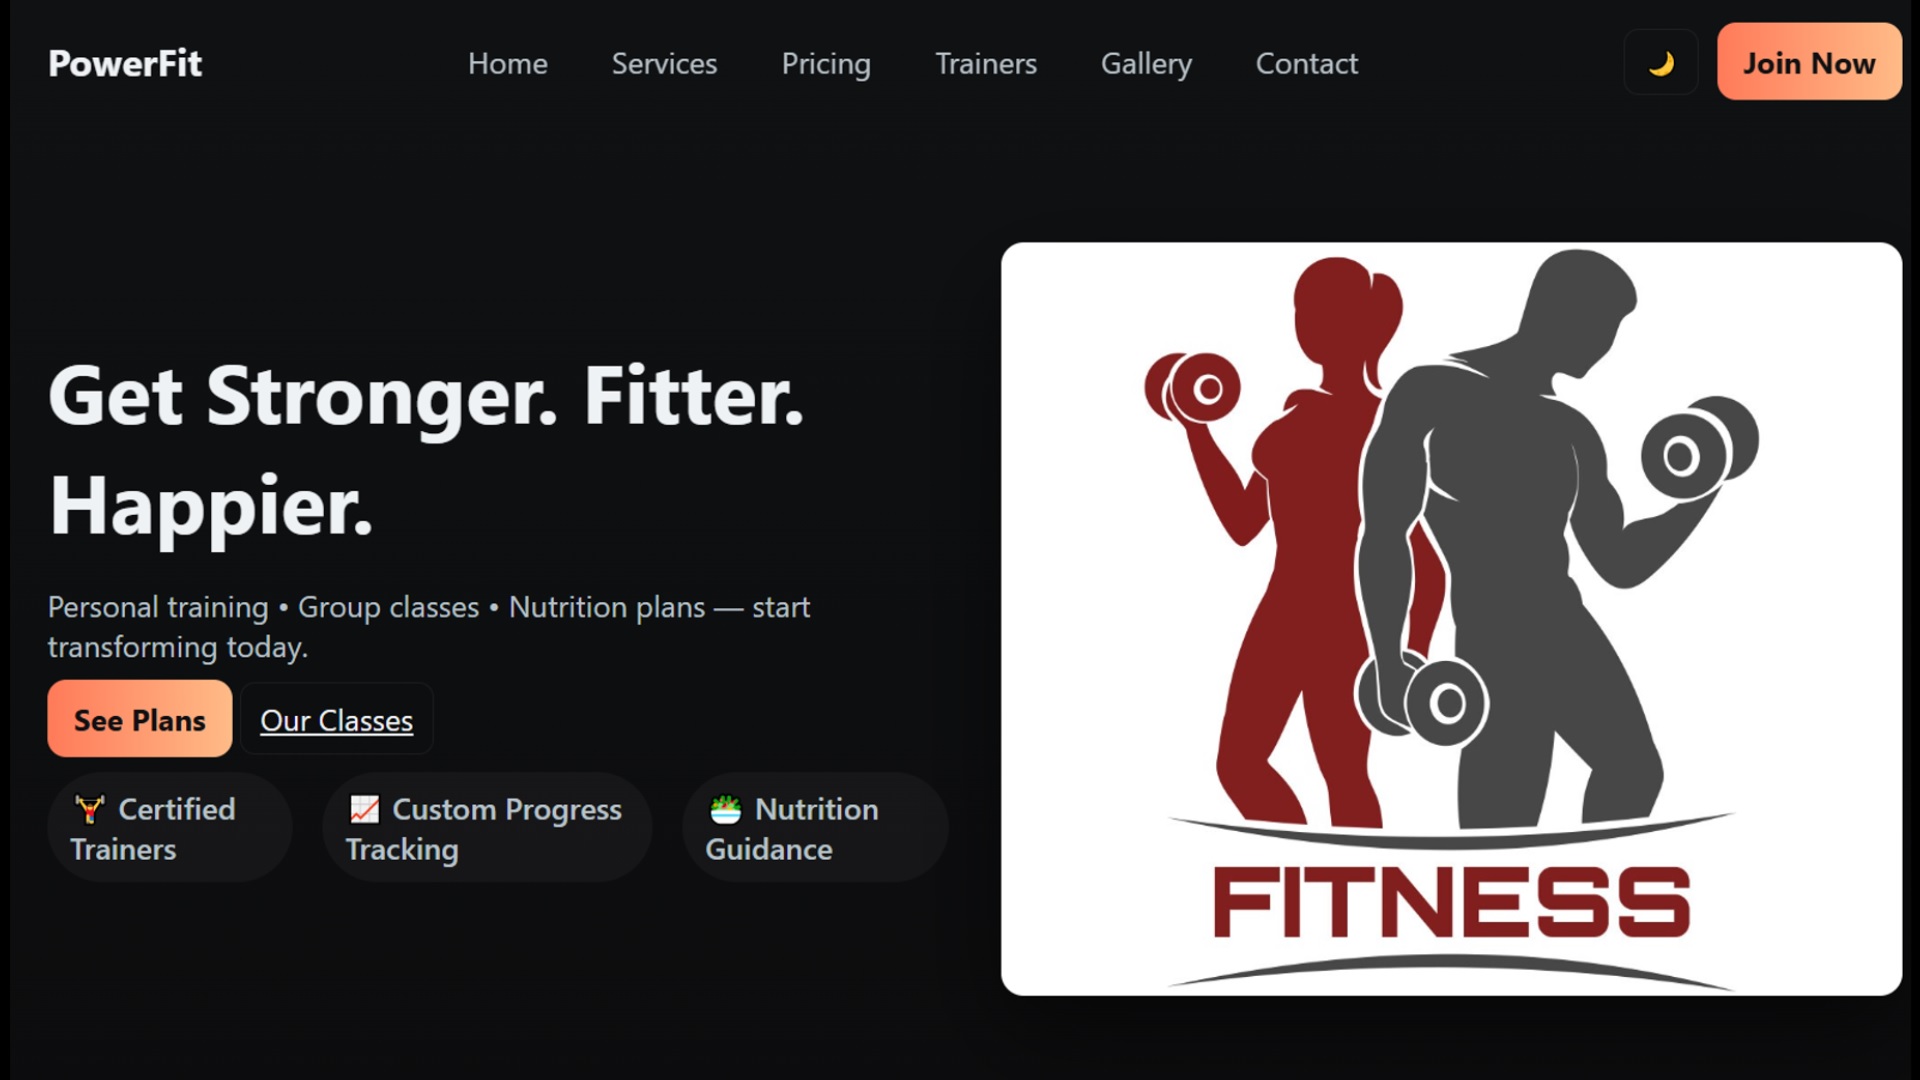 PowerFit
Home
Services
Pricing
Trainers
Gallery
Contact
Join Now
Get Stronger. Fitter.
Happier.
Personal training • Group classes • Nutrition plans — start
transforming today.
See Plans
Our Classes
Certified
Trainers
Custom Progress
Tracking
Nutrition
Guidance
FITNESS